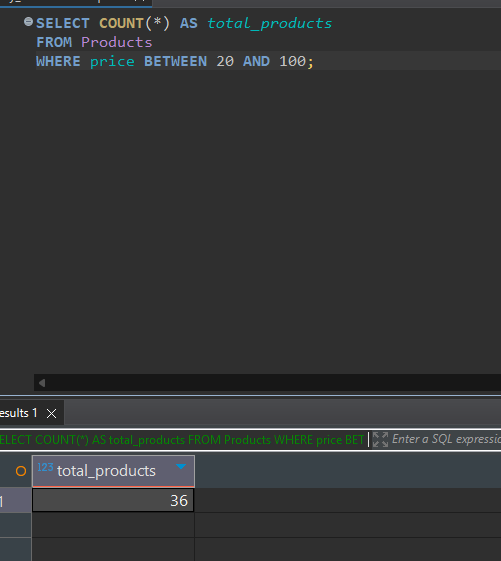 SELECT COUNT(*) AS total_products
FROM Products
WHERE price BETWEEN 20 AND 100;
esults 1
ELECT COUNT(*) AS total_products FROM Products WHERE price BET
Enter a SQL expressio
123 total_products
1
36